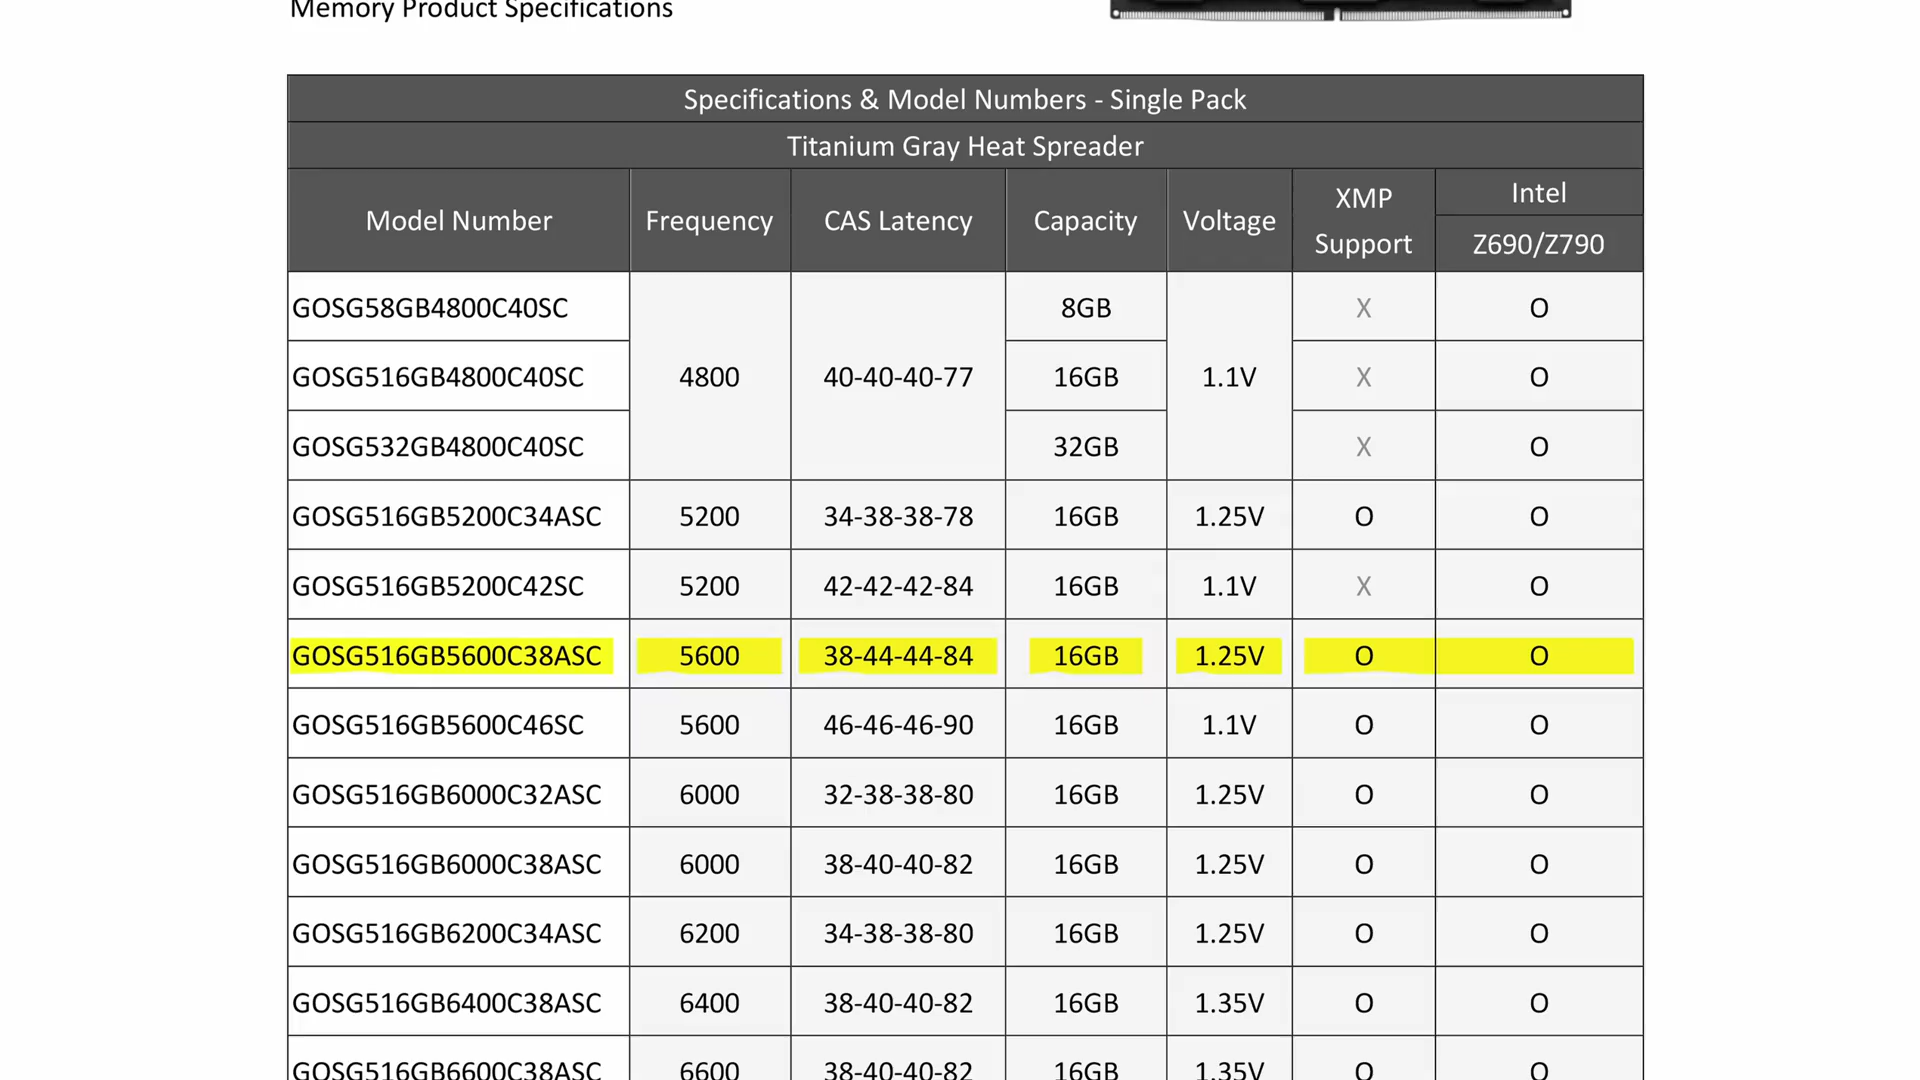 Memory Product Specifications
Specifications & Model Numbers - Single Pack
Titanium Gray Heat Spreader
Model Number Frequency CAS Latency Capacity Voltage XMP Support Intel Z690/Z790
GOSG58GB4800C40SC 4800 40-40-40-77 8GB 1.1V X O
GOSG516GB4800C40SC 16GB X O
GOSG532GB4800C40SC 32GB X O
GOSG516GB5200C34ASC 5200 34-38-38-78 16GB 1.25V O O
GOSG516GB5200C42SC 5200 42-42-42-84 16GB 1.1V X O
GOSG516GB5600C38ASC 5600 38-44-44-84 16GB 1.25V O O
GOSG516GB5600C46SC 5600 46-46-46-90 16GB 1.1V O O
GOSG516GB6000C32ASC 6000 32-38-38-80 16GB 1.25V O O
GOSG516GB6000C38ASC 6000 38-40-40-82 16GB 1.25V O O
GOSG516GB6200C34ASC 6200 34-38-38-80 16GB 1.25V O O
GOSG516GB6400C38ASC 6400 38-40-40-82 16GB 1.35V O O
GOSG516GB6600C38ASC 6600 38-40-40-82 16GB 1.35V O O